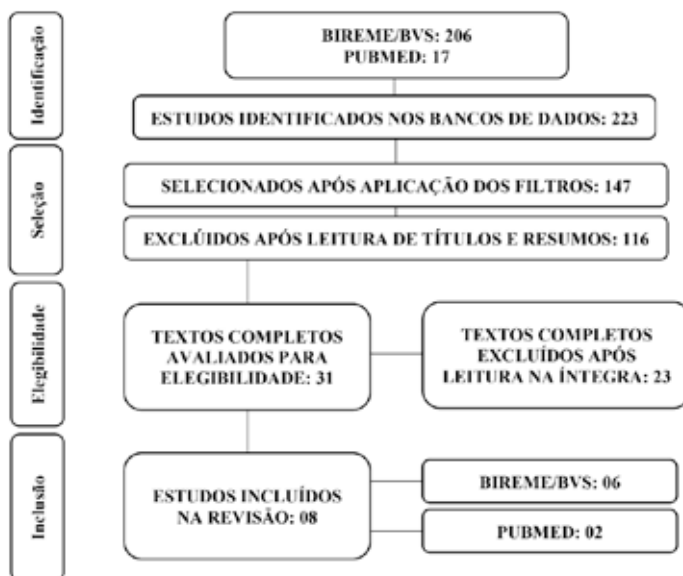 Identificação
BIREME/BVS: 206
PUBMED: 17
ESTUDOS IDENTIFICADOS NOS BANCOS DE DADOS: 223
Seleção
SELECIONADOS APÓS APLICAÇÃO DOS FILTROS: 147
EXCLÚIDOS APÓS LEITURA DE TÍTULOS E RESUMOS: 116
Elegibilidade
TEXTOS COMPLETOS
AVALIADOS PARA
ELEGIBILIDADE: 31
TEXTOS COMPLETOS
EXCLUÍDOS APÓS
LEITURA NA ÍNTEGRA: 23
Inclusão
ESTUDOS INCLUÍDOS
NA REVISÃO: 08
BIREME/BVS: 06
PUBMED: 02